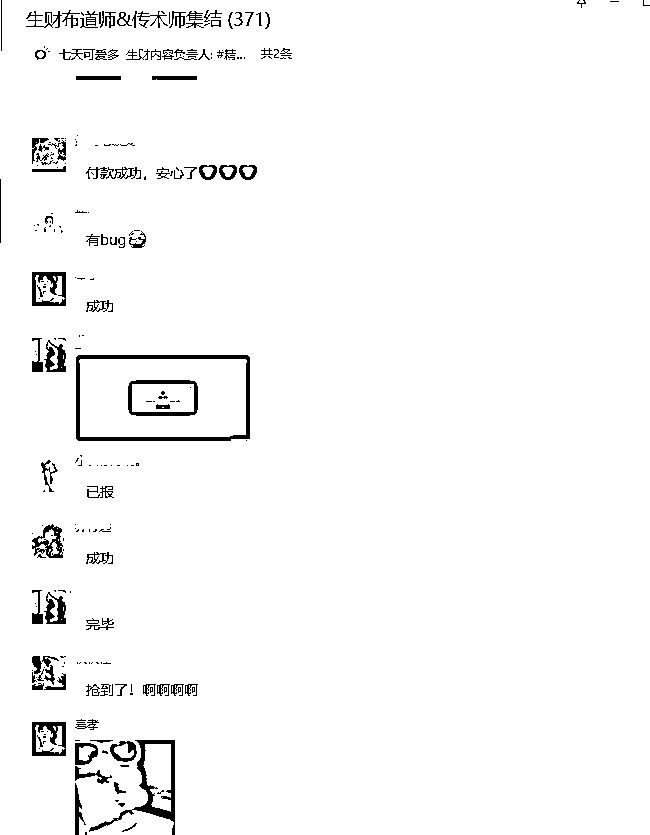 生财布道师&传术师集结 (371)
七天可爱多 生财内容负责人: #精... 共2条
付款成功，安心了
有bug
成功
已报
成功
完毕
抢到了！啊啊啊啊
喜孝